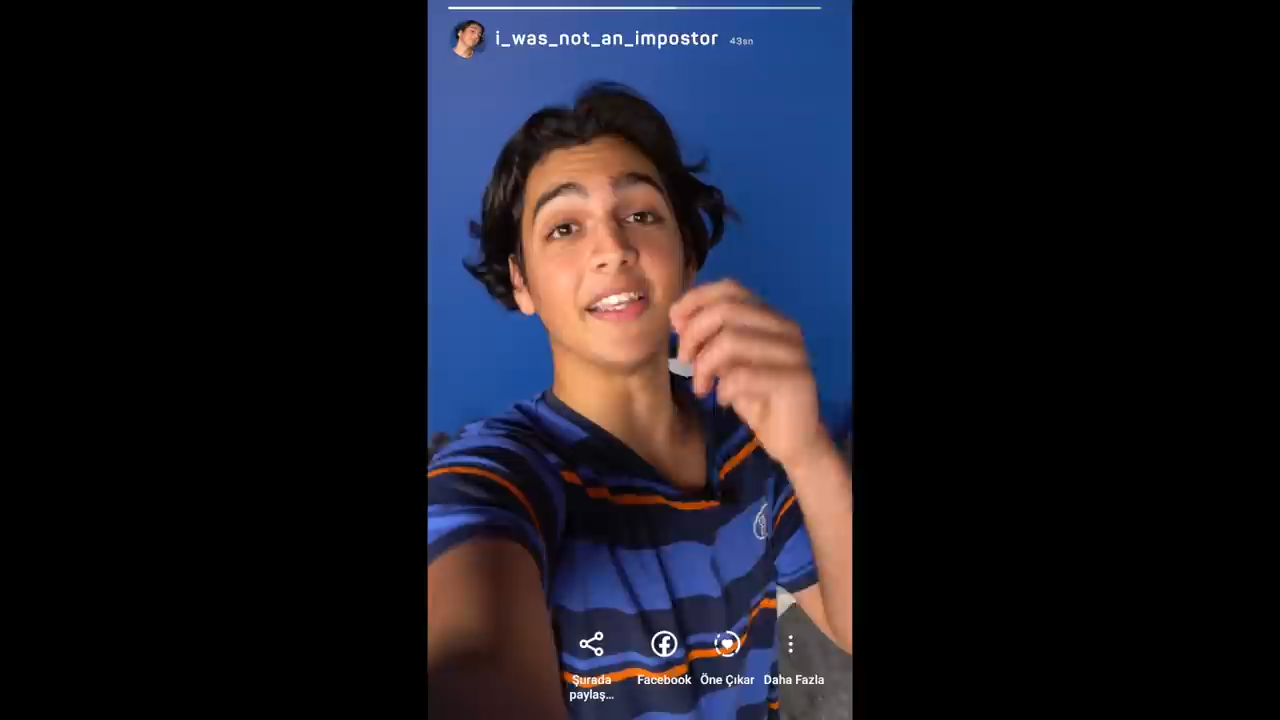 i_was_not_an_impostor 43sn
Şurada
paylaş...
Facebook
Öne Çıkar
Daha Fazla